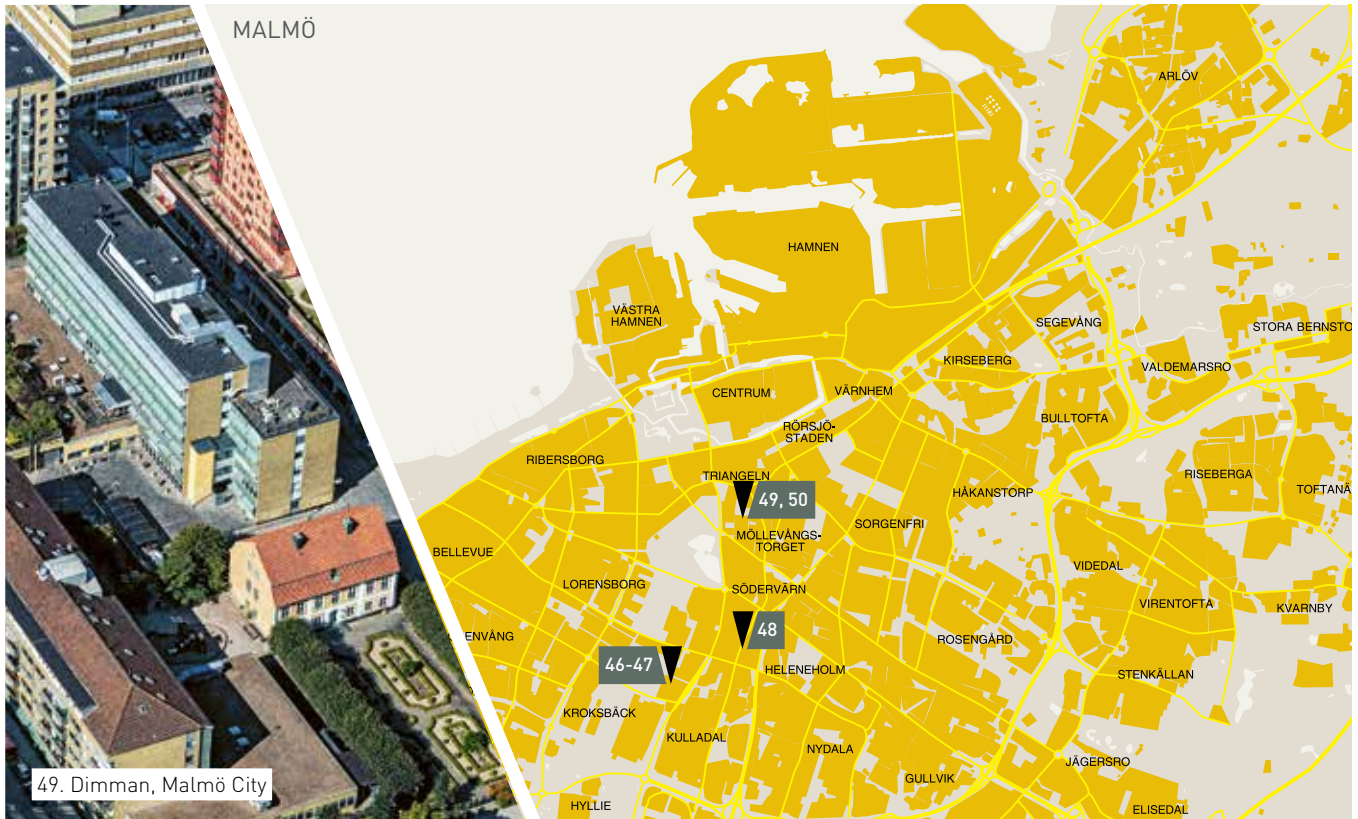 MALMÖ
ARLÖV
HAMNEN
VÄSTRA
HAMNEN
SEGEVÅNG
STORA BERNSTO
KIRSEBERG
VALDEMARSRO
CENTRUM
VÄRNHEM
BULLTOFTA
RÖRSJÖ-
STADEN
RIBERSBORG
TRIANGELN
RISEBERGA
TOFTANÄ
HÅKANSTORP
49, 50
SORGENFRI
MÖLLEVÅNGS-
TORGET
BELLEVUE
VIDEDAL
LORENSBORG
SÖDERVÄRN
VIRENTOFTA
KVARNBY
48
ENVÅNG
ROSENGÅRD
46-47
HELENEHOLM
STENKÄLLAN
KROKSBÄCK
KULLADAL
NYDALA
JÄGERSRO
GULLVIK
49. Dimman, Malmö City
HYLLIE
ELISEDAL